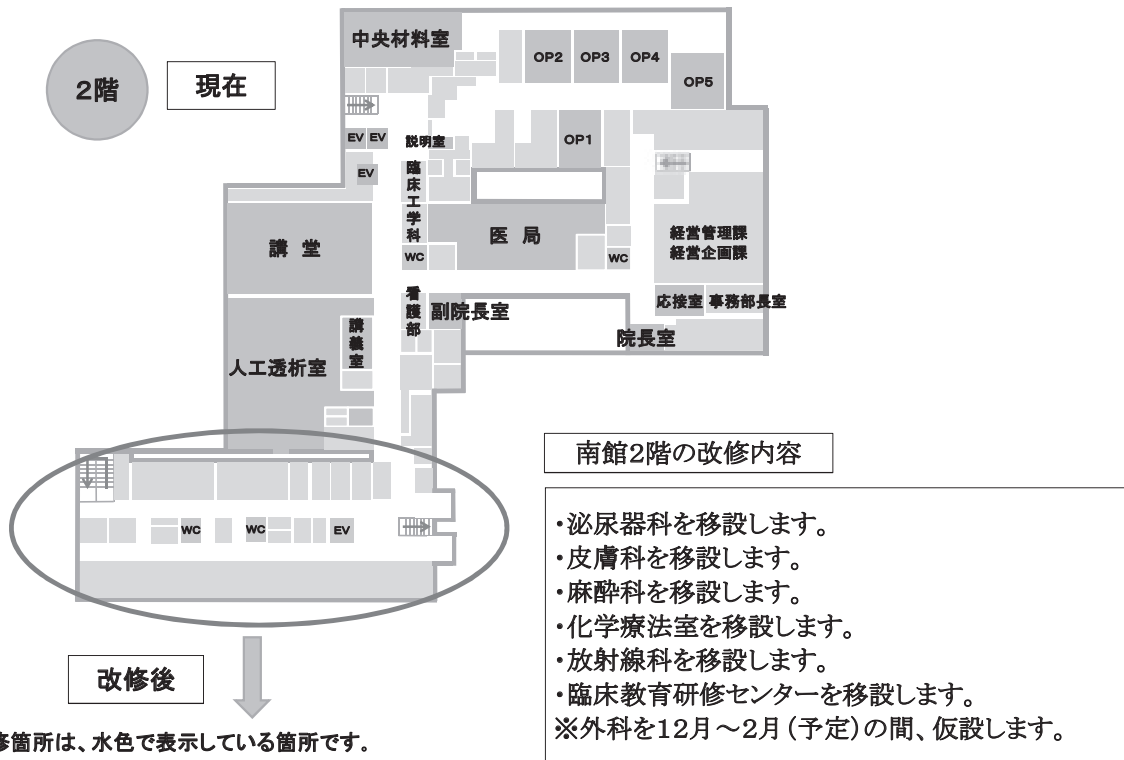 2階
現在
中央材料室
OP2
OP3
OP4
OP5
EV
EV
説明室
OP1
EV
臨床工学科
講堂
医局
経営管理課
経営企画課
WC
WC
看護部
副院長室
応接室
事務部長室
講義室
院長室
人工透析室
WC
WC
EV
改修後
修箇所は、水色で表示している箇所です。
南館2階の改修内容
・泌尿器科を移設します。
・皮膚科を移設します。
・麻酔科を移設します。
・化学療法室を移設します。
・放射線科を移設します。
・臨床教育研修センターを移設します。
※外科を12月～2月(予定)の間、仮設します。